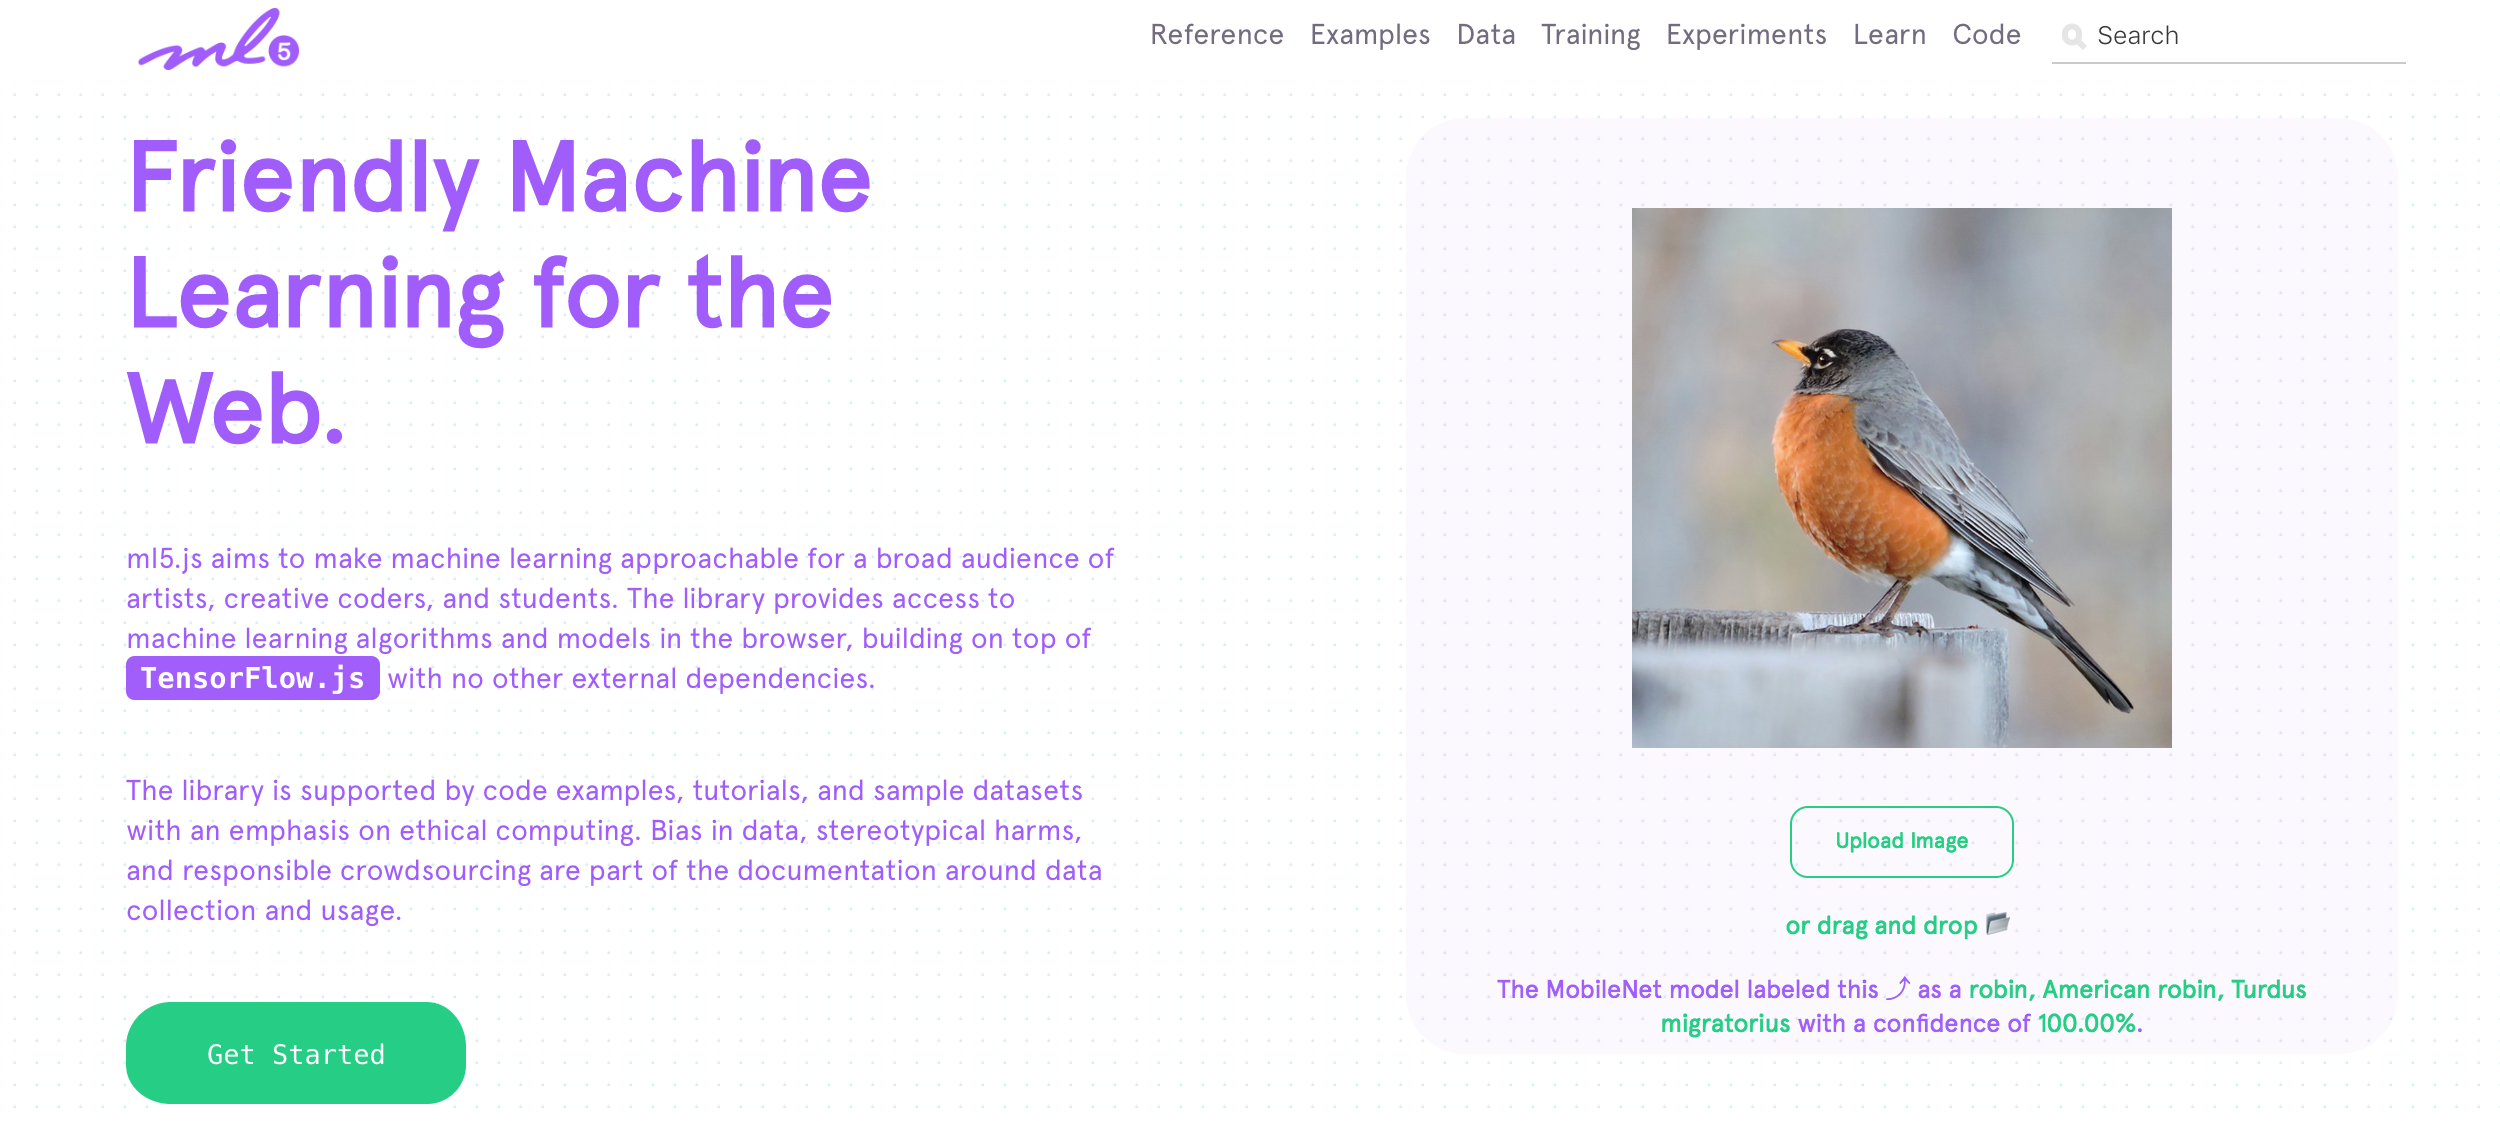 ml5
Reference Examples Data Training Experiments Learn Code Search
Friendly Machine
Learning for the
Web.
ml5.js aims to make machine learning approachable for a broad audience of
artists, creative coders, and students. The library provides access to
machine learning algorithms and models in the browser, building on top of
TensorFlow.js with no other external dependencies.
The library is supported by code examples, tutorials, and sample datasets
with an emphasis on ethical computing. Bias in data, stereotypical harms,
and responsible crowdsourcing are part of the documentation around data
collection and usage.
Get Started
Upload Image
or drag and drop
The MobileNet model labeled this ⤴ as a robin, American robin, Turdus
migratorius with a confidence of 100.00%.